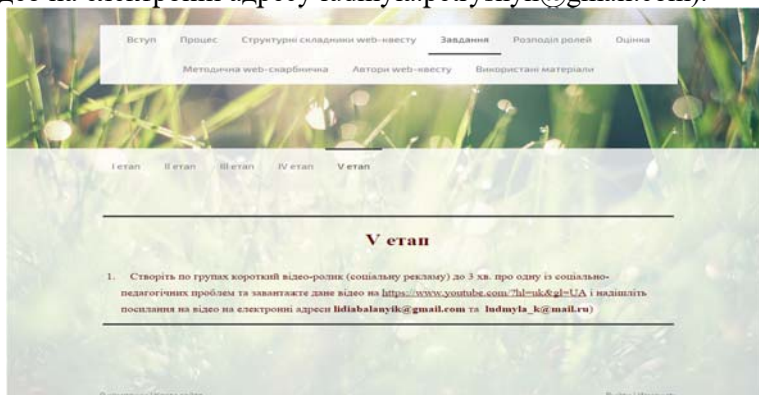 на електронну адресу
Вступ Процес Структурні складники web-квесту Завдання Розподіл ролей Оцінка
Методична web-скарбничка Автори web-квесту Використані матеріали
I етап II етап III етап IV етап V етап
V етап
1. Створіть по групах короткий відео-ролик (соціальну рекламу) до 3 хв. про одну із соціально-
педагогічних проблем та завантажте дане відео на https://www.youtube.com/?hl=uk&gl=UA і надішліть
посилання на відео на електронні адреси lidiabalanyik@gmail.com та ludmyla_k@mail.ru)